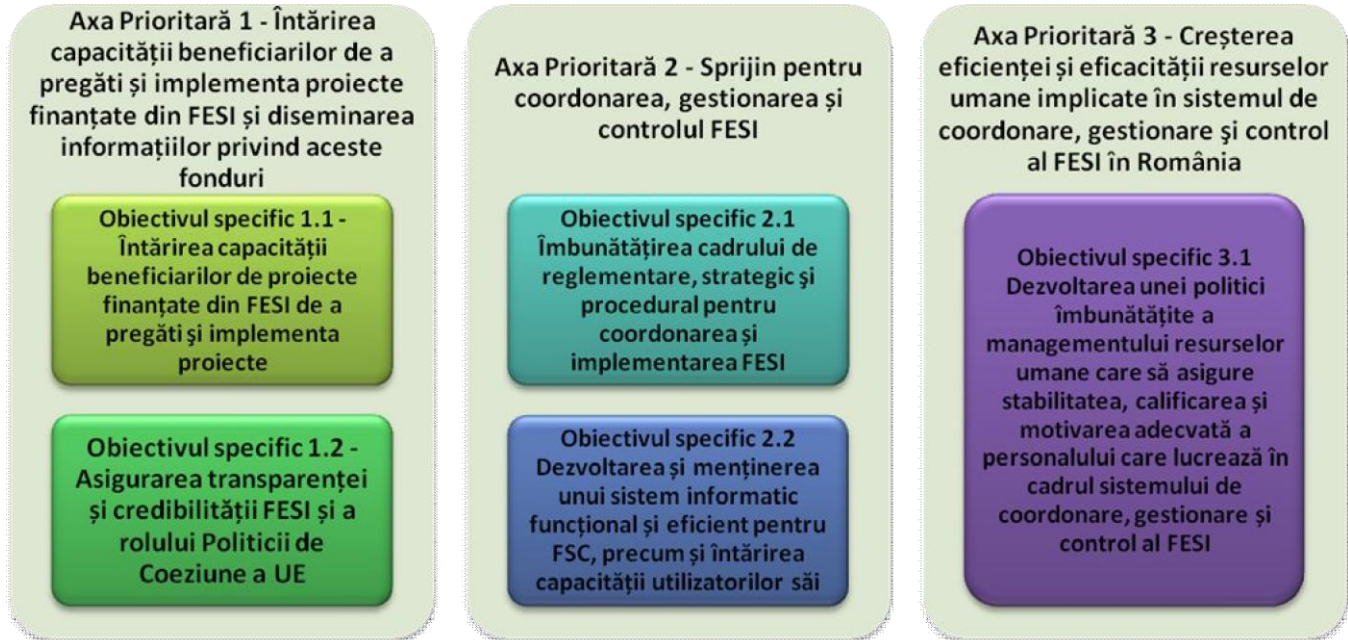 Axa Prioritară 1 - Întărirea
capacității beneficiarilor de a
pregăti și implementa proiecte
finanțate din FESI și diseminarea
informațiilor privind aceste
fonduri
Obiectivul specific 1.1 -
Întărirea capacității
beneficiarilor de proiecte
finanțate din FESI de a
pregăti şi implementa
proiecte
Obiectivul specific 1.2 -
Asigurarea transparenței
și credibilității FESI și a
rolului Politicii de
Coeziune a UE
Axa Prioritară 2 - Sprijin pentru
coordonarea, gestionarea și
controlul FESI
Obiectivul specific 2.1
Îmbunătățirea cadrului de
reglementare, strategic şi
procedural pentru
coordonarea și
implementarea FESI
Obiectivul specific 2.2
Dezvoltarea și menținerea
unui sistem informatic
funcțional și eficient pentru
FSC, precum și întărirea
capacității utilizatorilor săi
Axa Prioritară 3 - Creșterea
eficienței și eficacității resurselor
umane implicate în sistemul de
coordonare, gestionare şi control
al FESI în România
Obiectivul specific 3.1
Dezvoltarea unei politici
îmbunătățite a
managementului resurselor
umane care să asigure
stabilitatea, calificarea și
motivarea adecvată a
personalului care lucrează în
cadrul sistemului de
coordonare, gestionare și
control al FESI